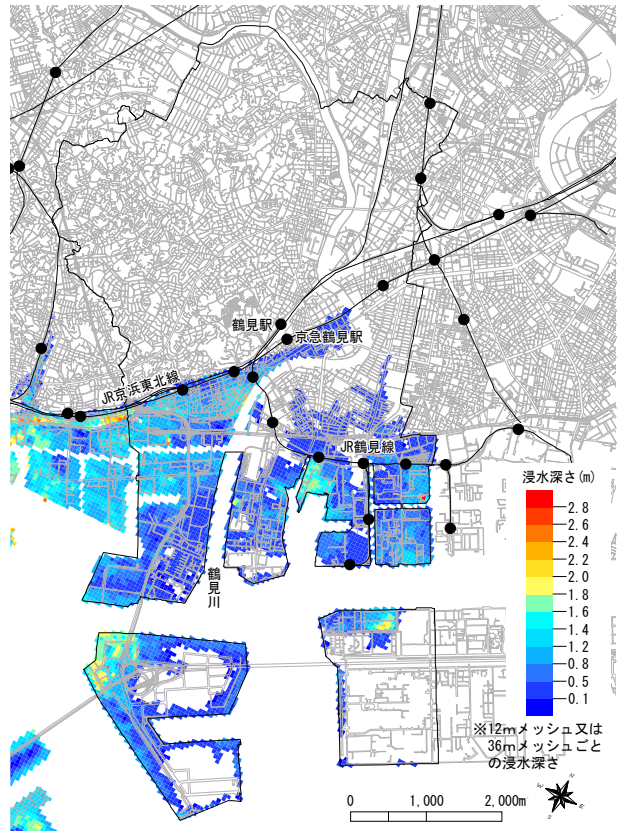 鶴見駅
京急鶴見駅
JR京浜東北線
JR鶴見線
鶴見川
浸水深さ(m)
2.8
2.6
2.4
2.2
2.0
1.8
1.6
1.4
1.2
0.8
0.5
0.1
※12mメッシュ又は
36mメッシュごと
の浸水深さ
N
E
S
W
0 1,000 2,000m